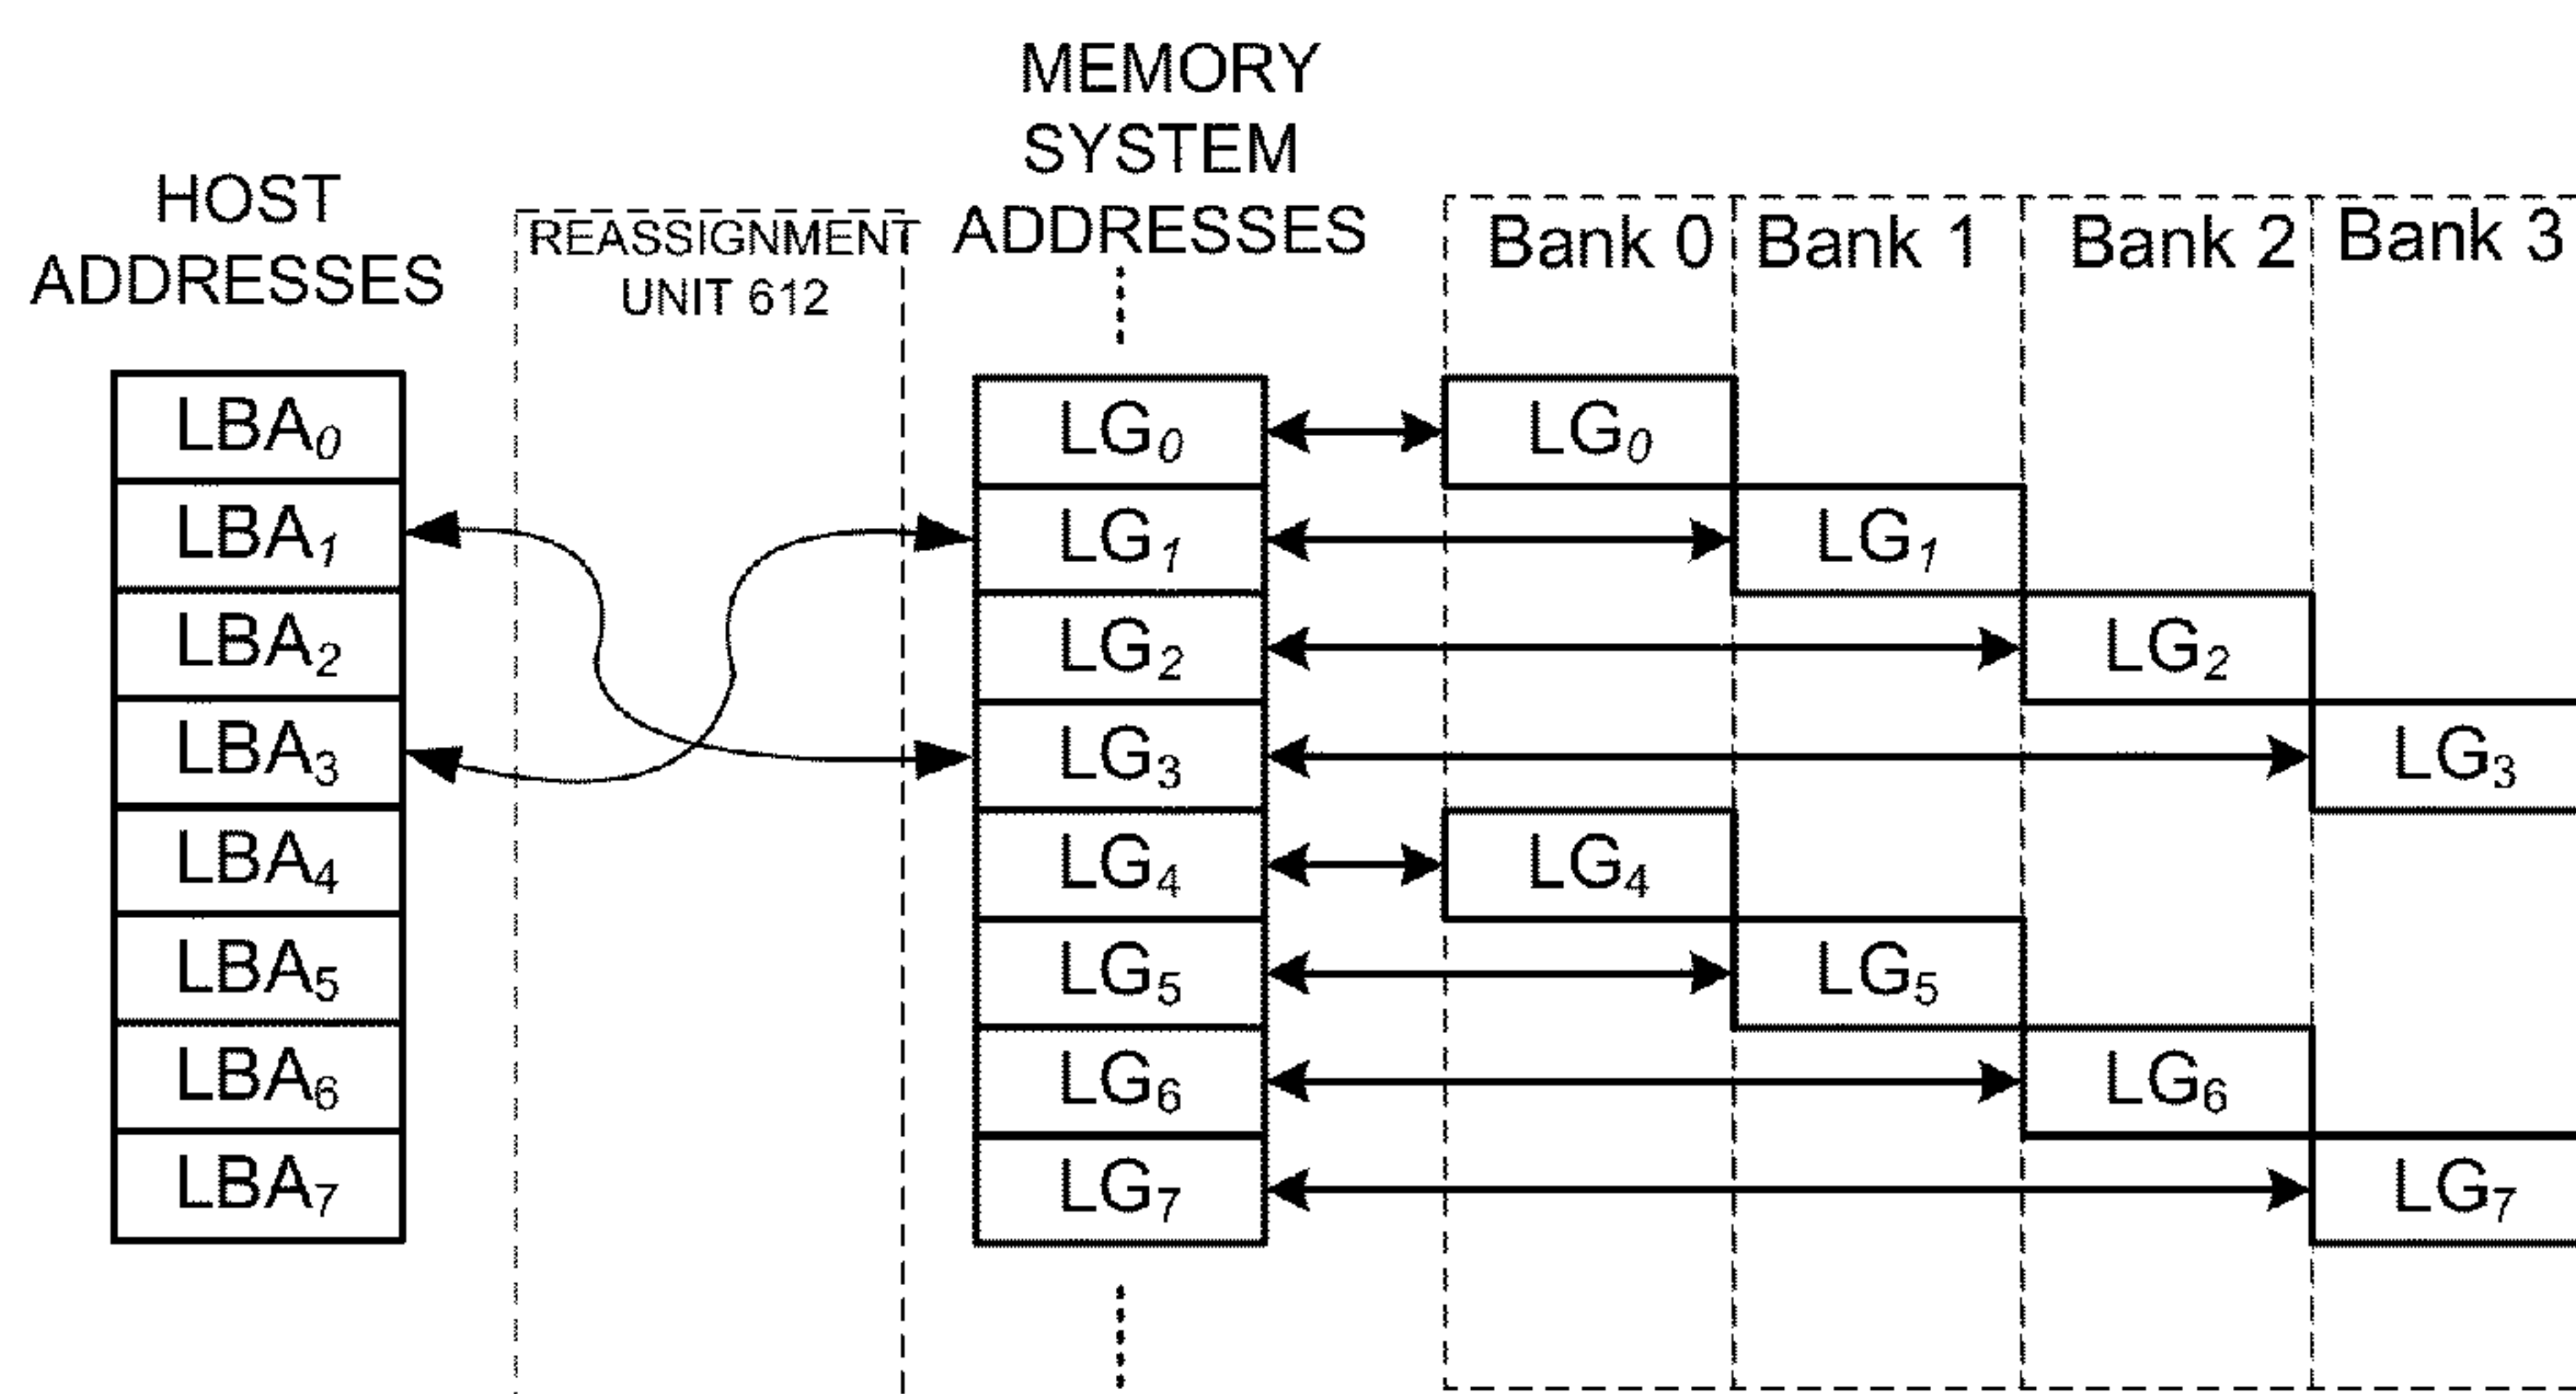 HOST
ADDRESSES
REASSIGNMENT
UNIT 612
MEMORY
SYSTEM
ADDRESSES
Bank 0 Bank 1 Bank 2 Bank 3
LBA0 LG0 LG0
LBA1 LG1 LG1
LBA2 LG2 LG2
LBA3 LG3 LG3
LBA4 LG4 LG4
LBA5 LG5 LG5
LBA6 LG6 LG6
LBA7 LG7 LG7